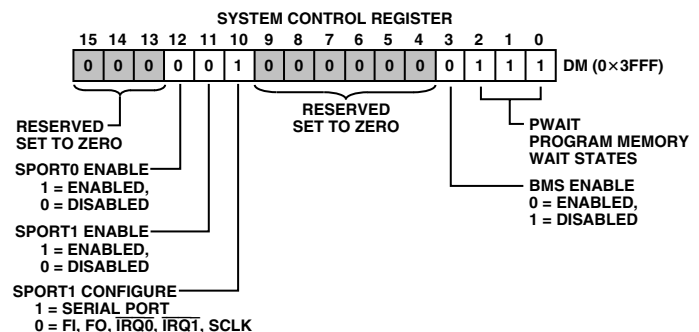 SYSTEM CONTROL REGISTER
15 14 13 12 11 10 9 8 7 6 5 4 3 2 1 0
0 0 0 0 0 1 0 0 0 0 0 0 0 1 1 1 DM (0×3FFF)
RESERVED
SET TO ZERO
RESERVED
SET TO ZERO
PWAIT
PROGRAM MEMORY
WAIT STATES
SPORT0 ENABLE
1 = ENABLED,
0 = DISABLED
BMS ENABLE
0 = ENABLED,
1 = DISABLED
SPORT1 ENABLE
1 = ENABLED,
0 = DISABLED
SPORT1 CONFIGURE
1 = SERIAL PORT
0 = FI, FO, I̅R̅Q̅0̅, I̅R̅Q̅1̅, SCLK